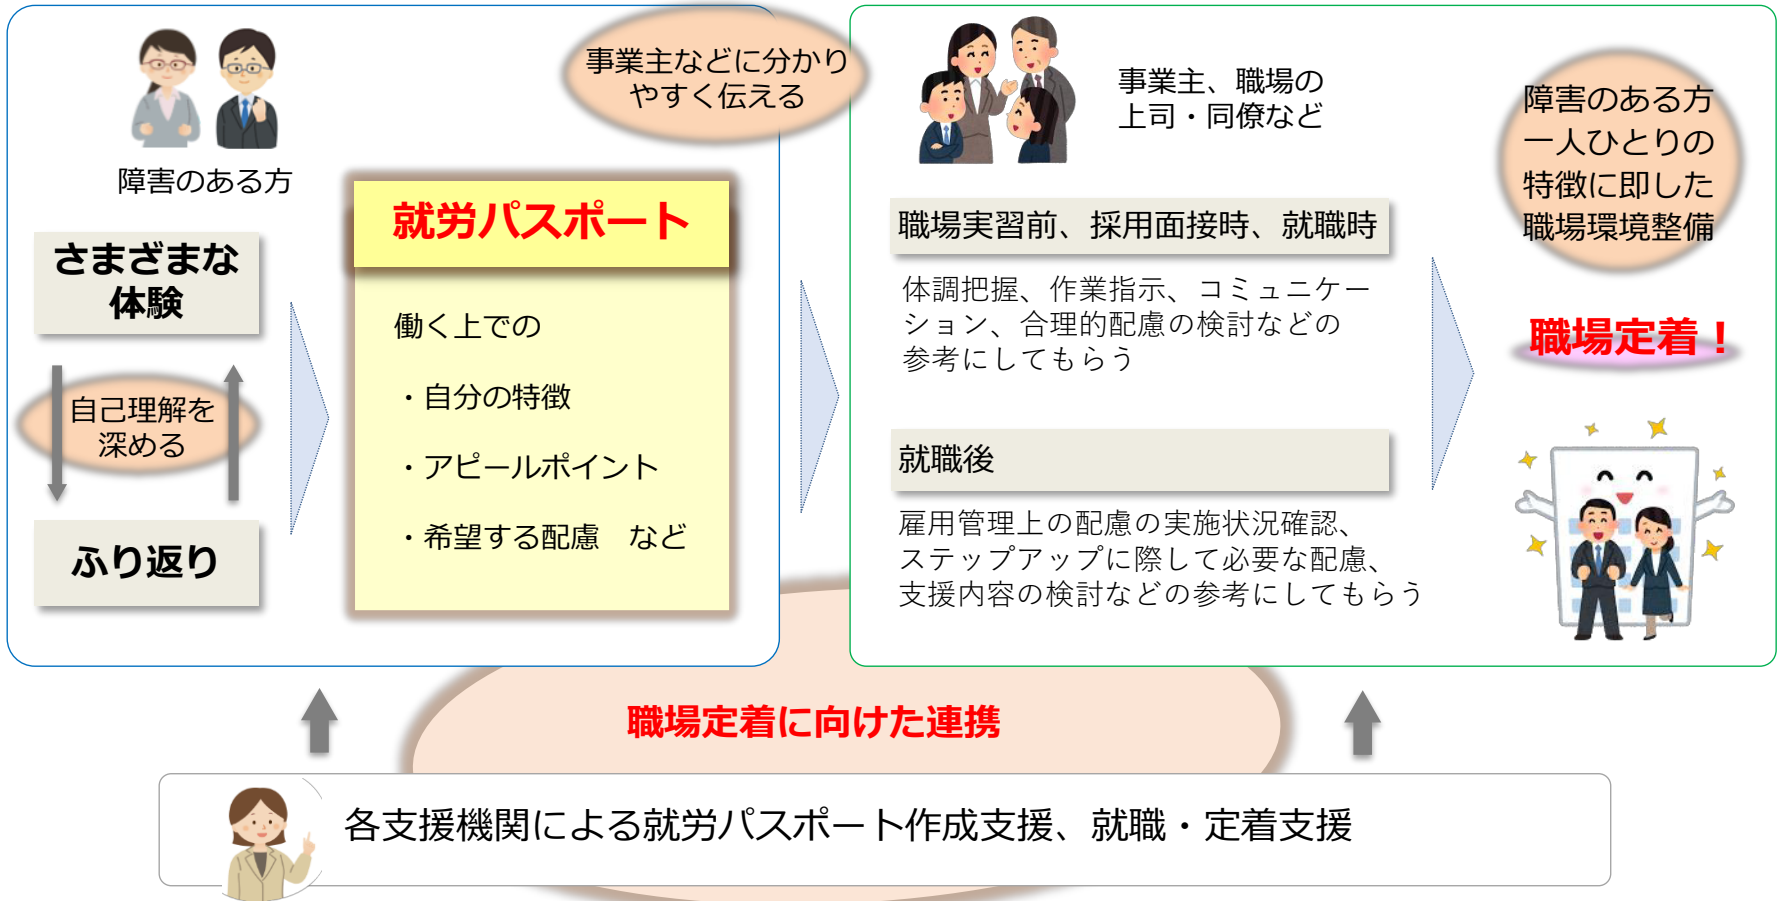 障害のある方
さまざまな
体験
自己理解を
深める
ふり返り
就労パスポート
働く上での
・自分の特徴
・アピールポイント
・希望する配慮　など
事業主などに分かり
やすく伝える
事業主、職場の
上司・同僚など
職場実習前、採用面接時、就職時
体調把握、作業指示、コミュニケー
ション、合理的配慮の検討などの
参考にしてもらう
就職後
雇用管理上の配慮の実施状況確認、
ステップアップに際して必要な配慮、
支援内容の検討などの参考にしてもらう
障害のある方
一人ひとりの
特徴に即した
職場環境整備
職場定着！
職場定着に向けた連携
各支援機関による就労パスポート作成支援、就職・定着支援